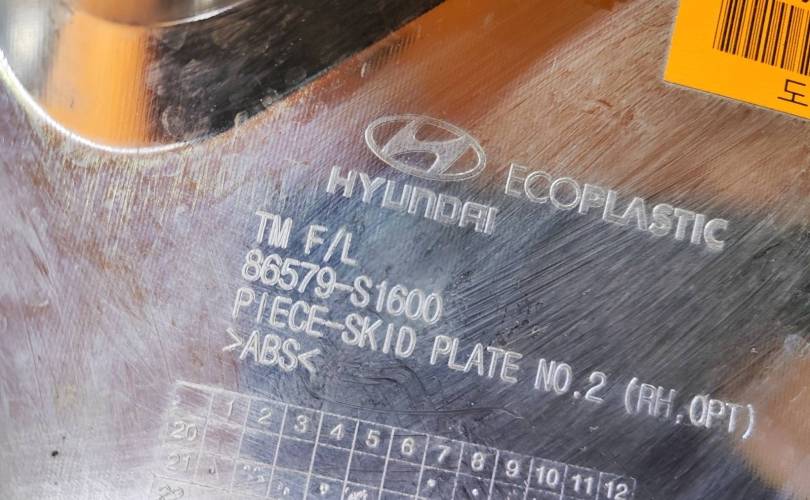 도
HYUNDAI ECOPLASTIC
TM F/L
86579-S1600
PIECE-SKID PLATE NO.2 (RH.OPT)
>ABS<
1 2 3 4 5 6 7 8 9 10 11 12
20
21
22